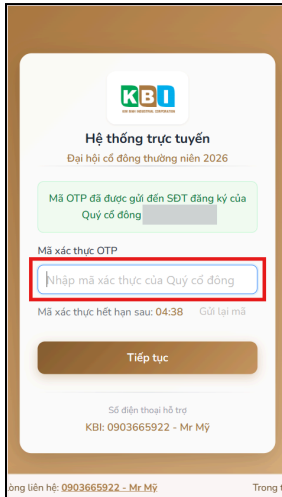 KBI
Hệ thống trực tuyến
Đại hội cổ đông thường niên 2026
Mã OTP đã được gửi đến SĐT đăng ký của
Quý cổ đông
Mã xác thực OTP
Nhập mã xác thực của Quý cổ đông
Mã xác thực hết hạn sau: 04:38 Gửi lại mã
Tiếp tục
Số điện thoại hỗ trợ
KBI: 0903665922 - Mr Mỹ
lòng liên hệ: 0903665922 - Mr Mỹ Trong t